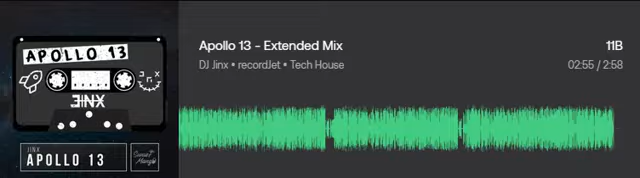 APOLLO 13
J r. x
JINX
JINX
APOLLO 13
Apollo 13 - Extended Mix
11B
DJ Jinx • recordJet • Tech House
02:55 / 2:58